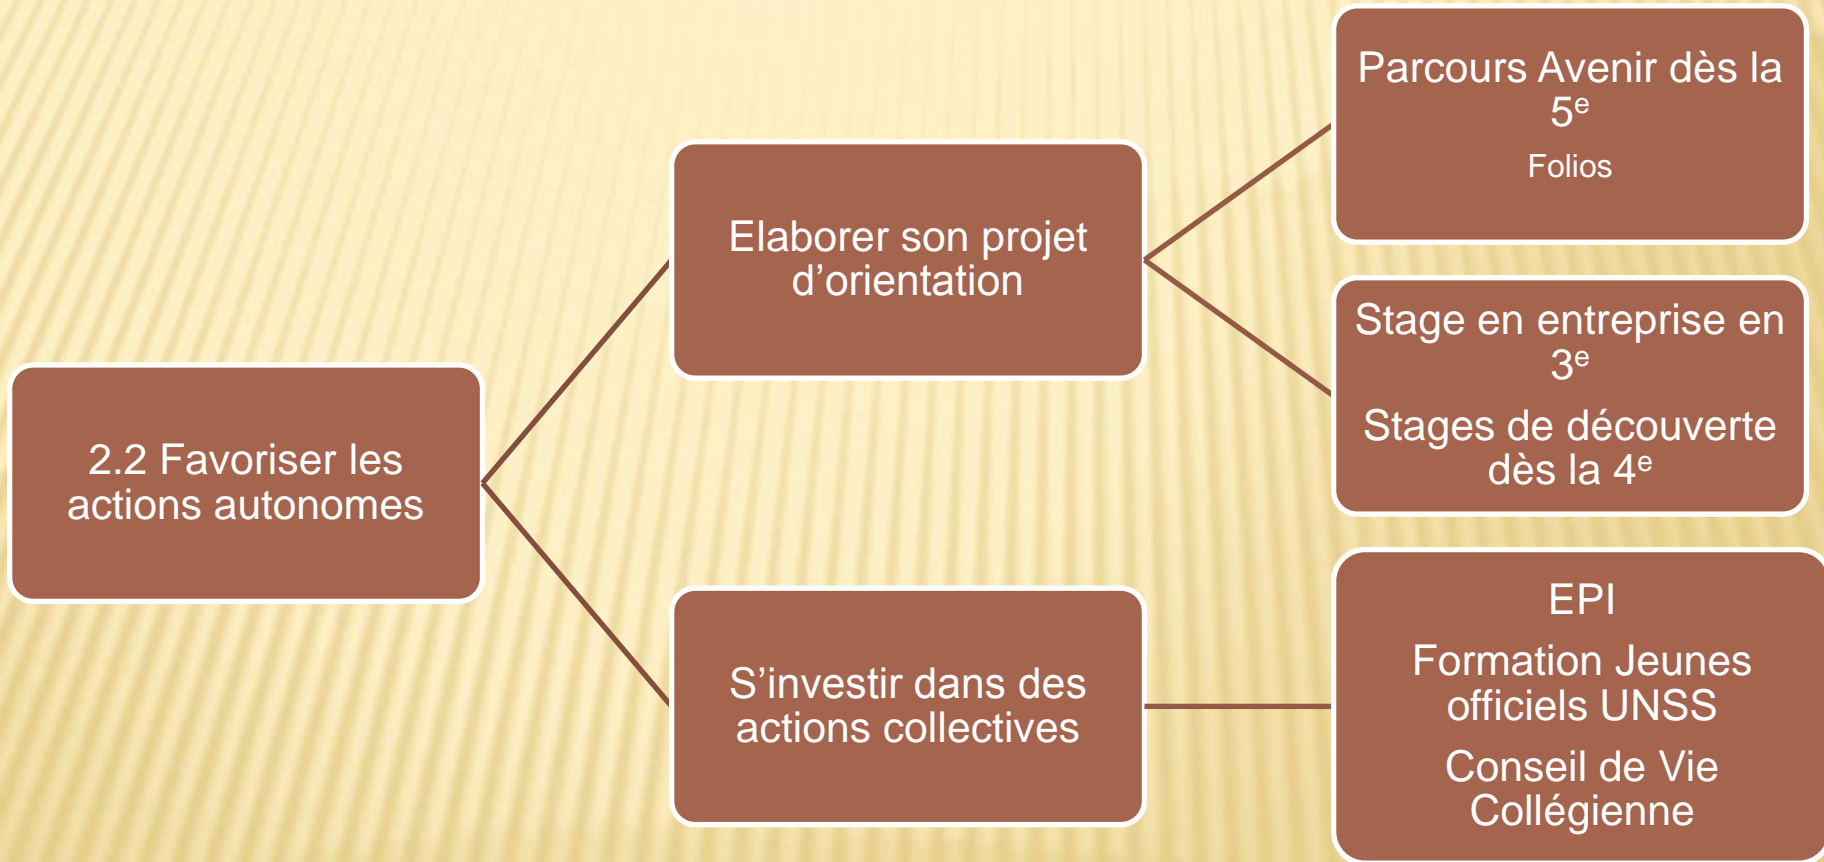 2.2 Favoriser les
actions autonomes
Elaborer son projet
d’orientation
Parcours Avenir dès la
5e
Folios
Stage en entreprise en
3e
Stages de découverte
dès la 4e
S’investir dans des
actions collectives
EPI
Formation Jeunes
officiels UNSS
Conseil de Vie
Collégienne